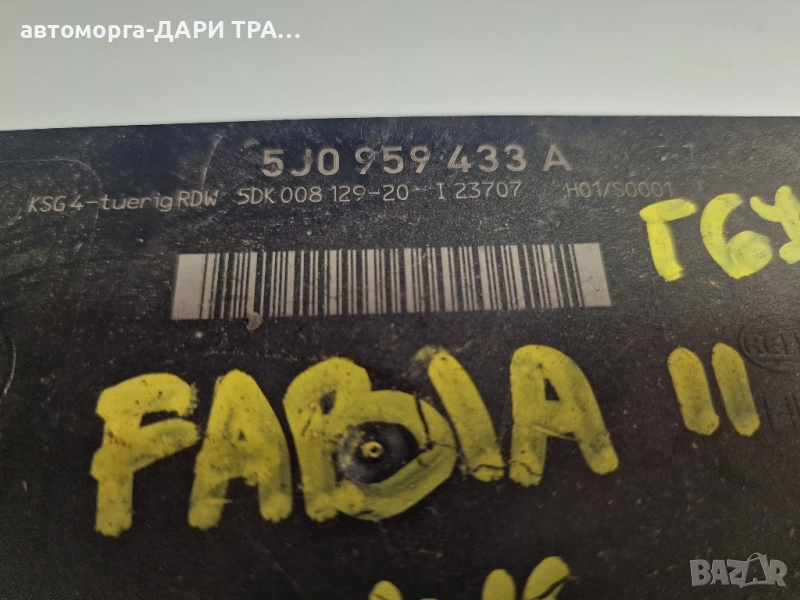 автоморга-ДАРИ ТРА...
5J0 959 433 A
KSG 4-tuerig RDW 5DK 008 129-20 I 23707 H01/S0001
FABIA II
BAZAR